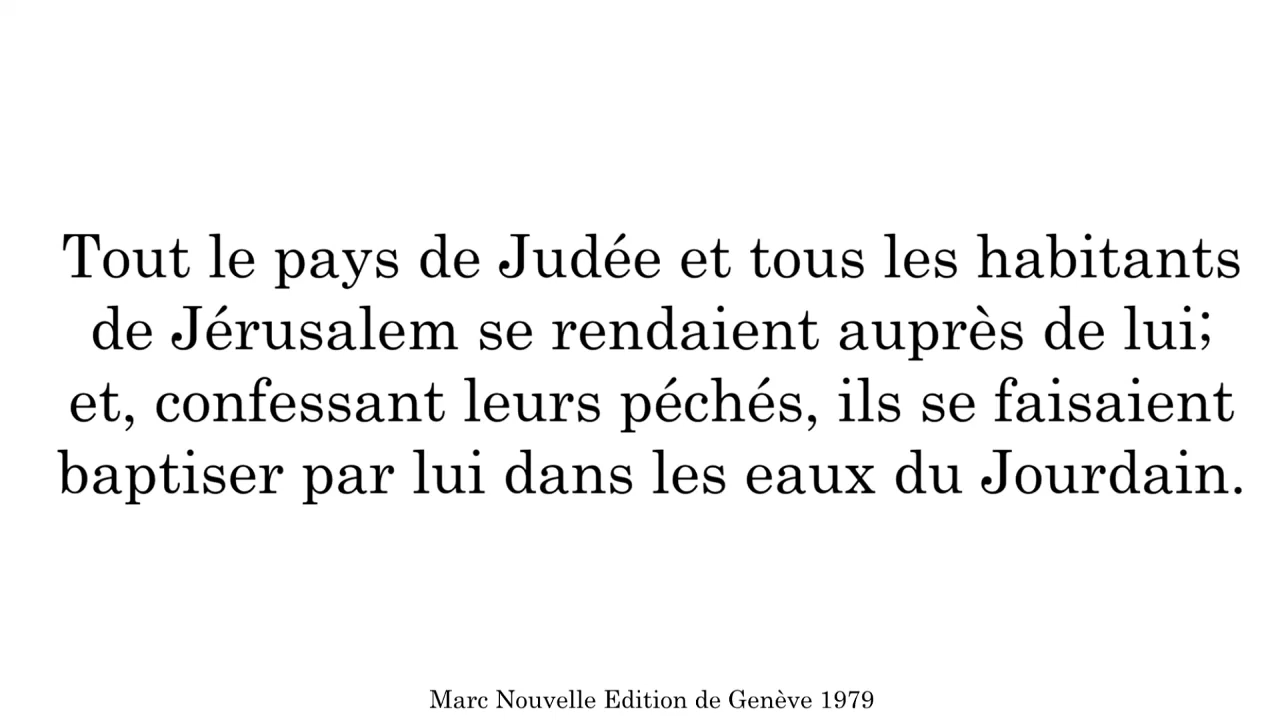 Tout le pays de Judée et tous les habitants
de Jérusalem se rendaient auprès de lui;
et, confessant leurs péchés, ils se faisaient
baptiser par lui dans les eaux du Jourdain.
Marc Nouvelle Edition de Genève 1979